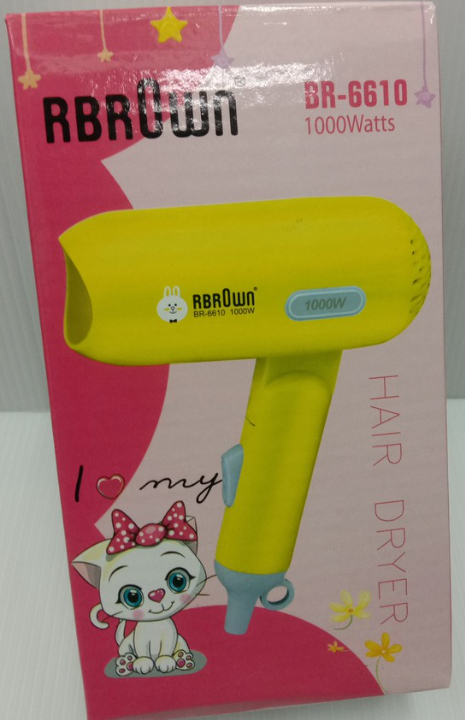 RBROWN®
BR-6610
1000Watts
RBROWN®
BR-6610 1000W
1000W
HAIR DRYER
I ❤ my